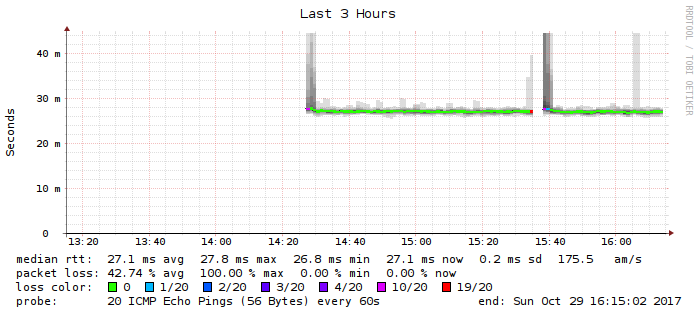 Last 3 Hours
RRDTOOL / TOBI OETIKER
Seconds
40 m
30 m
20 m
10 m
0
13:20 13:40 14:00 14:20 14:40 15:00 15:20 15:40 16:00
median rtt: 27.1 ms avg 27.8 ms max 26.8 ms min 27.1 ms now 0.2 ms sd 175.5 am/s
packet loss: 42.74 % avg 100.00 % max 0.00 % min 0.00 % now
loss color: 0 1/20 2/20 3/20 4/20 10/20 19/20
probe: 20 ICMP Echo Pings (56 Bytes) every 60s end: Sun Oct 29 16:15:02 2017